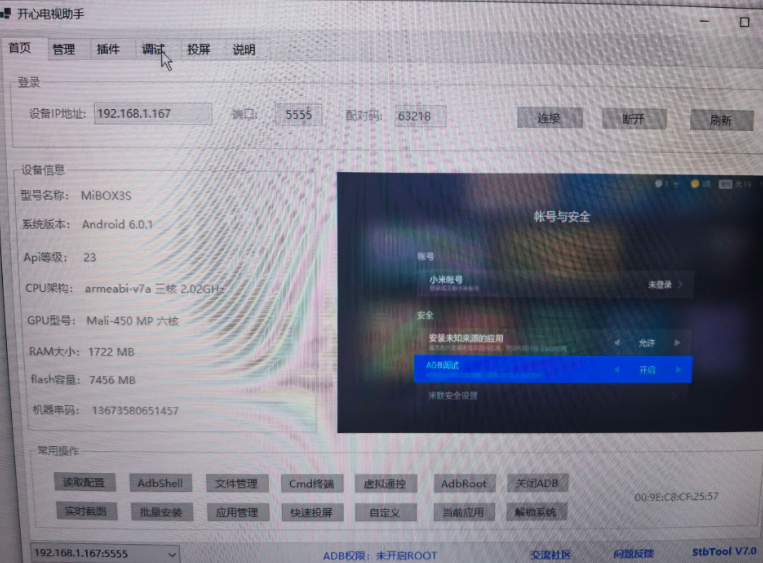 开心电视助手
首页 管理 插件 调试 投屏 说明
登录
设备IP地址: 192.168.1.167 端口: 5555 配对码: 63218 连接 断开 刷新
设备信息
型号名称: MiBOX3S
系统版本: Android 6.0.1
Api等级: 23
CPU架构: armeabi-v7a 三核 2.02GHz
GPU型号: Mali-450 MP 六核
RAM大小: 1722 MB
flash容量: 7456 MB
机器串码: 13673580651457
帐号与安全
账号
小米帐号 未登录
安全
安装未知来源的应用 允许
ADB调试 开启
米联安全设置
常用操作
读取配置 AdbShell 文件管理 Cmd终端 虚拟遥控 AdbRoot 关闭ADB
实时截图 批量安装 应用管理 快速投屏 自定义 当前应用 解锁系统
00:9E:C8:CF:25:57
192.168.1.167:5555 ADB权限: 未开启ROOT 交流社区 问题反馈 StbTool V7.0